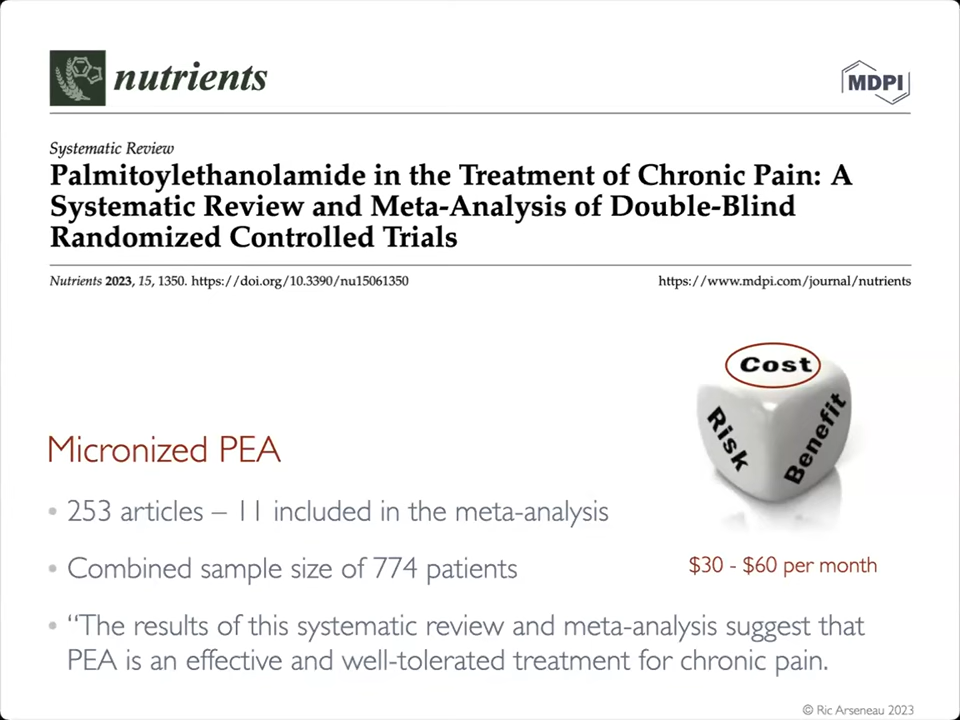 nutrients
MDPI
Systematic Review
Palmitoylethanolamide in the Treatment of Chronic Pain: A
Systematic Review and Meta-Analysis of Double-Blind
Randomized Controlled Trials
Nutrients 2023, 15, 1350. https://doi.org/10.3390/nu15061350
https://www.mdpi.com/journal/nutrients
Cost
Risk
Benefit
$30 - $60 per month
Micronized PEA
• 253 articles – 11 included in the meta-analysis
• Combined sample size of 774 patients
• “The results of this systematic review and meta-analysis suggest that
PEA is an effective and well-tolerated treatment for chronic pain.
© Ric Arseneau 2023